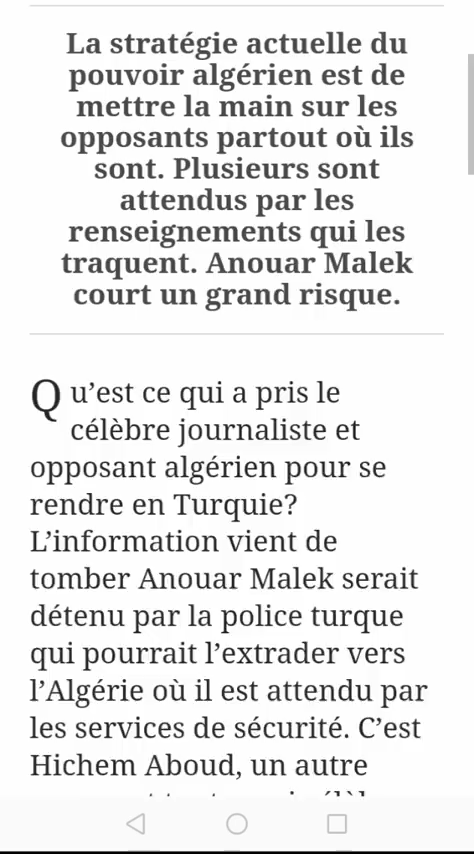 La stratégie actuelle du
pouvoir algérien est de
mettre la main sur les
opposants partout où ils
sont. Plusieurs sont
attendus par les
renseignements qui les
traquent. Anouar Malek
court un grand risque.
Qu’est ce qui a pris le
célèbre journaliste et
opposant algérien pour se
rendre en Turquie?
L’information vient de
tomber Anouar Malek serait
détenu par la police turque
qui pourrait l’extrader vers
l’Algérie où il est attendu par
les services de sécurité. C’est
Hichem Aboud, un autre